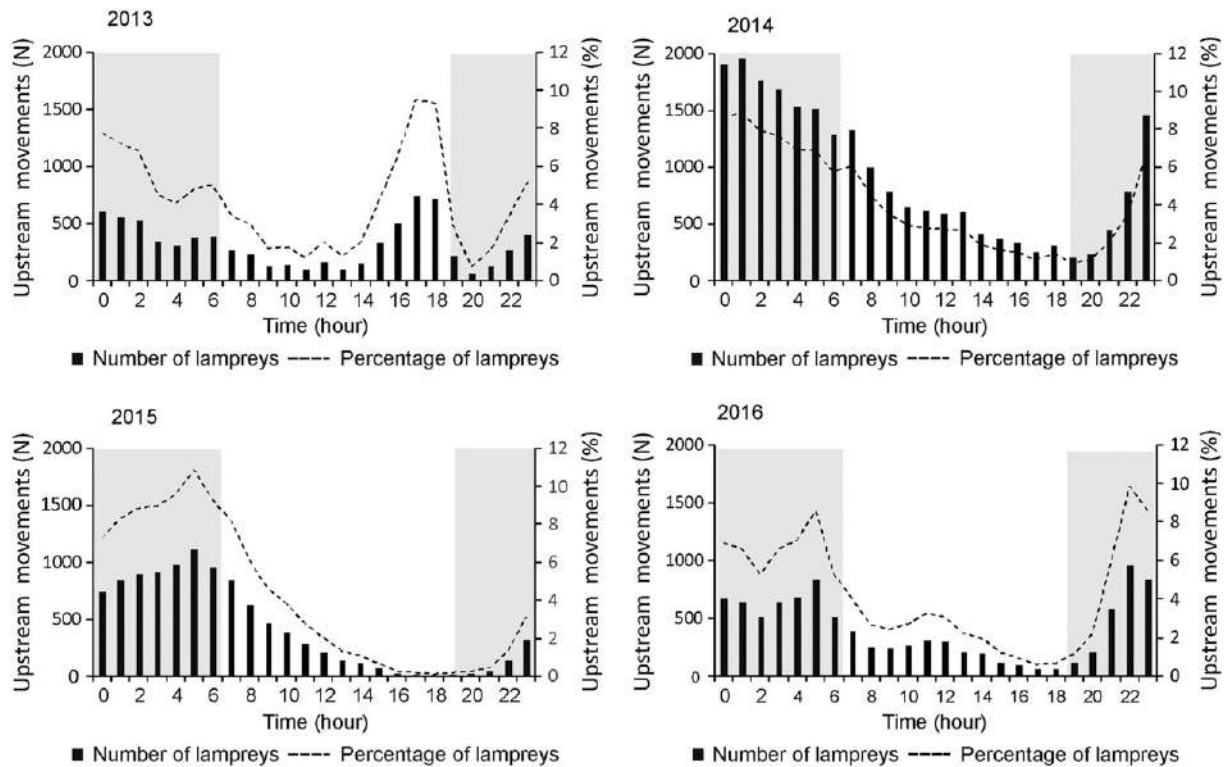 2013
2000
1500
1000
500
0
Upstream movements (N)
12
10
8
6
4
2
0
Upstream movements (%)
0 2 4 6 8 10 12 14 16 18 20 22
Time (hour)
Number of lampreys Percentage of lampreys
2014
2000
1500
1000
500
0
Upstream movements (N)
12
10
8
6
4
2
0
Upstream movements (%)
0 2 4 6 8 10 12 14 16 18 20 22
Time (hour)
Number of lampreys Percentage of lampreys
2015
2000
1500
1000
500
0
Upstream movements (N)
12
10
8
6
4
2
0
Upstream movements (%)
0 2 4 6 8 10 12 14 16 18 20 22
Time (hour)
Number of lampreys Percentage of lampreys
2016
2000
1500
1000
500
0
Upstream movements (N)
12
10
8
6
4
2
0
Upstream movements (%)
0 2 4 6 8 10 12 14 16 18 20 22
Time (hour)
Number of lampreys Percentage of lampreys